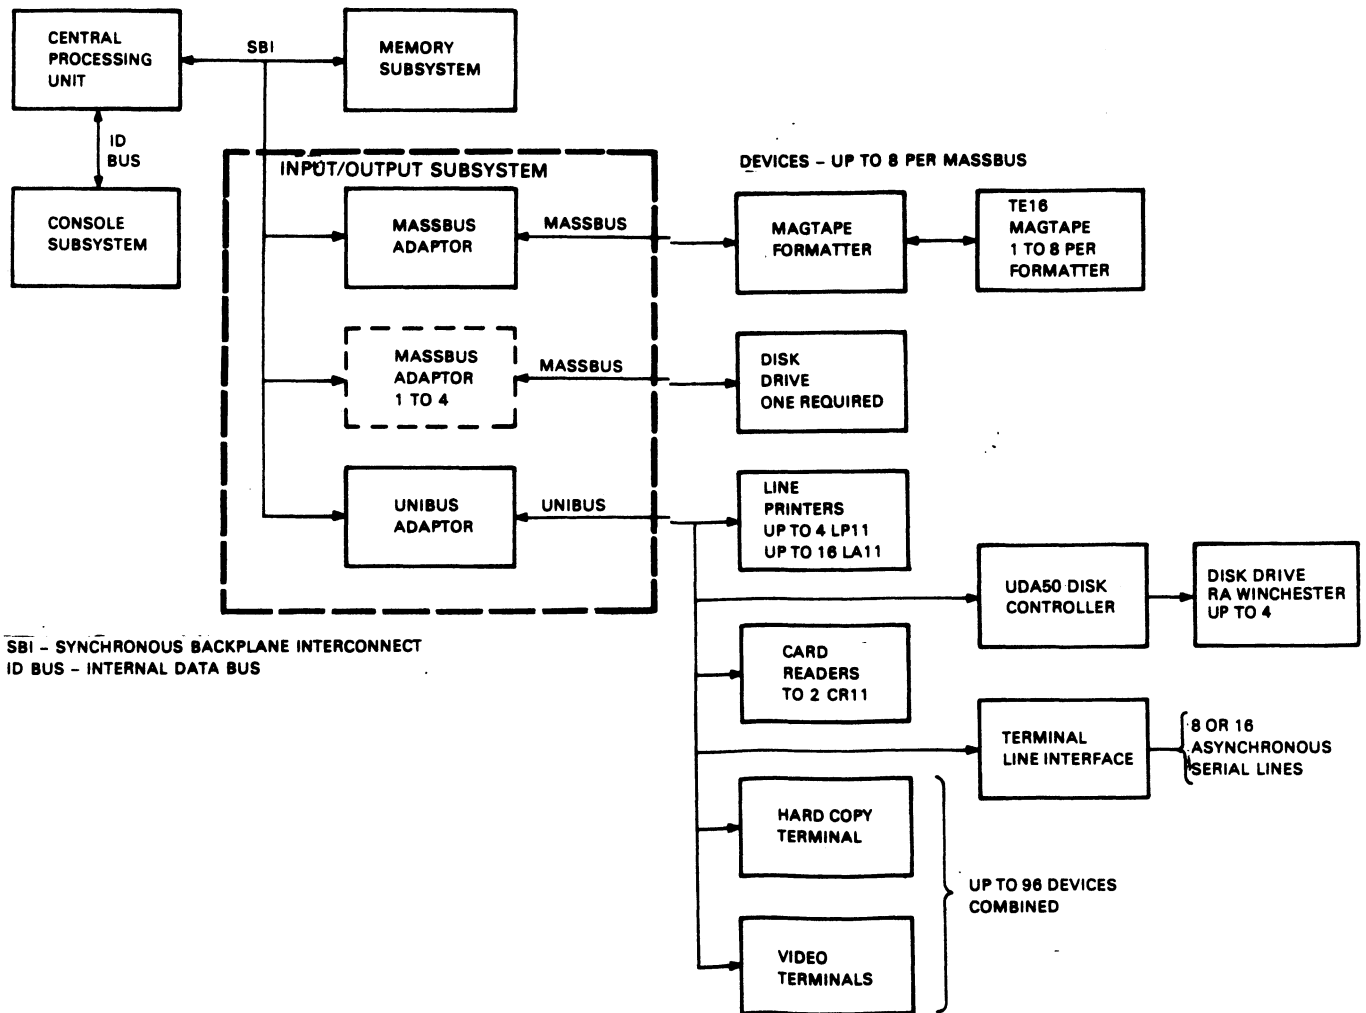 CENTRAL
PROCESSING
UNIT
SBI
MEMORY
SUBSYSTEM
ID
BUS
CONSOLE
SUBSYSTEM
INPUT/OUTPUT SUBSYSTEM
MASSBUS
ADAPTOR
MASSBUS
DEVICES – UP TO 8 PER MASSBUS
MAGTAPE
FORMATTER
TE16
MAGTAPE
1 TO 8 PER
FORMATTER
MASSBUS
ADAPTOR
1 TO 4
MASSBUS
DISK
DRIVE
ONE REQUIRED
UNIBUS
ADAPTOR
UNIBUS
LINE
PRINTERS
UP TO 4 LP11
UP TO 16 LA11
UDA50 DISK
CONTROLLER
DISK DRIVE
RA WINCHESTER
UP TO 4
SBI – SYNCHRONOUS BACKPLANE INTERCONNECT
ID BUS – INTERNAL DATA BUS
CARD
READERS
TO 2 CR11
TERMINAL
LINE INTERFACE
8 OR 16
ASYNCHRONOUS
SERIAL LINES
HARD COPY
TERMINAL
UP TO 96 DEVICES
COMBINED
VIDEO
TERMINALS